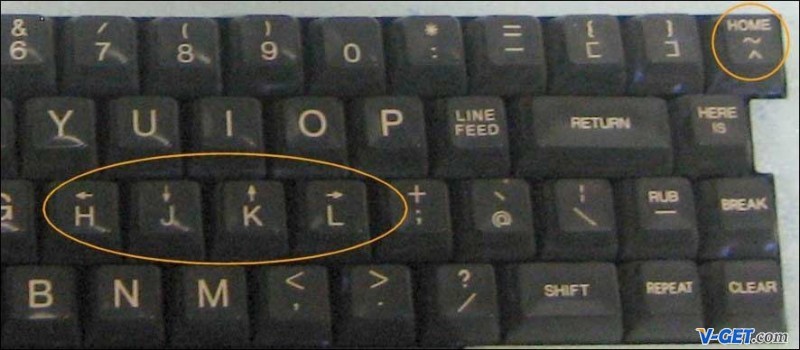 & / ( ) * = { } HOME ~
6 7 8 9 0 : - [ ] ^
Y U I O P LINE FEED RETURN HERE IS
← ↓ ↑ → + ` ¦ RUB
G H J K L ; @ \ — BREAK
< > ?
B N M , . / SHIFT REPEAT CLEAR
V-GET.com